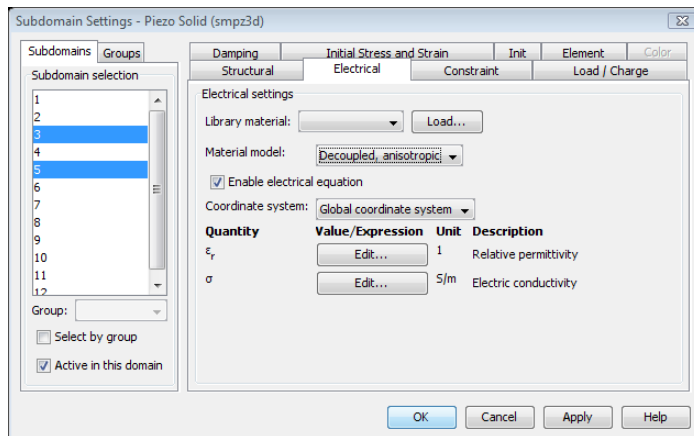 Subdomain Settings - Piezo Solid (smpz3d)
Subdomains Groups
Subdomain selection
1
2
3
4
5
6
7
8
9
10
11
12
Group:
Select by group
Active in this domain
Damping Initial Stress and Strain Init Element Color
Structural Electrical Constraint Load / Charge
Electrical settings
Library material: Load...
Material model: Decoupled, anisotropic
Enable electrical equation
Coordinate system: Global coordinate system
Quantity Value/Expression Unit Description
εr Edit... 1 Relative permittivity
σ Edit... S/m Electric conductivity
OK Cancel Apply Help